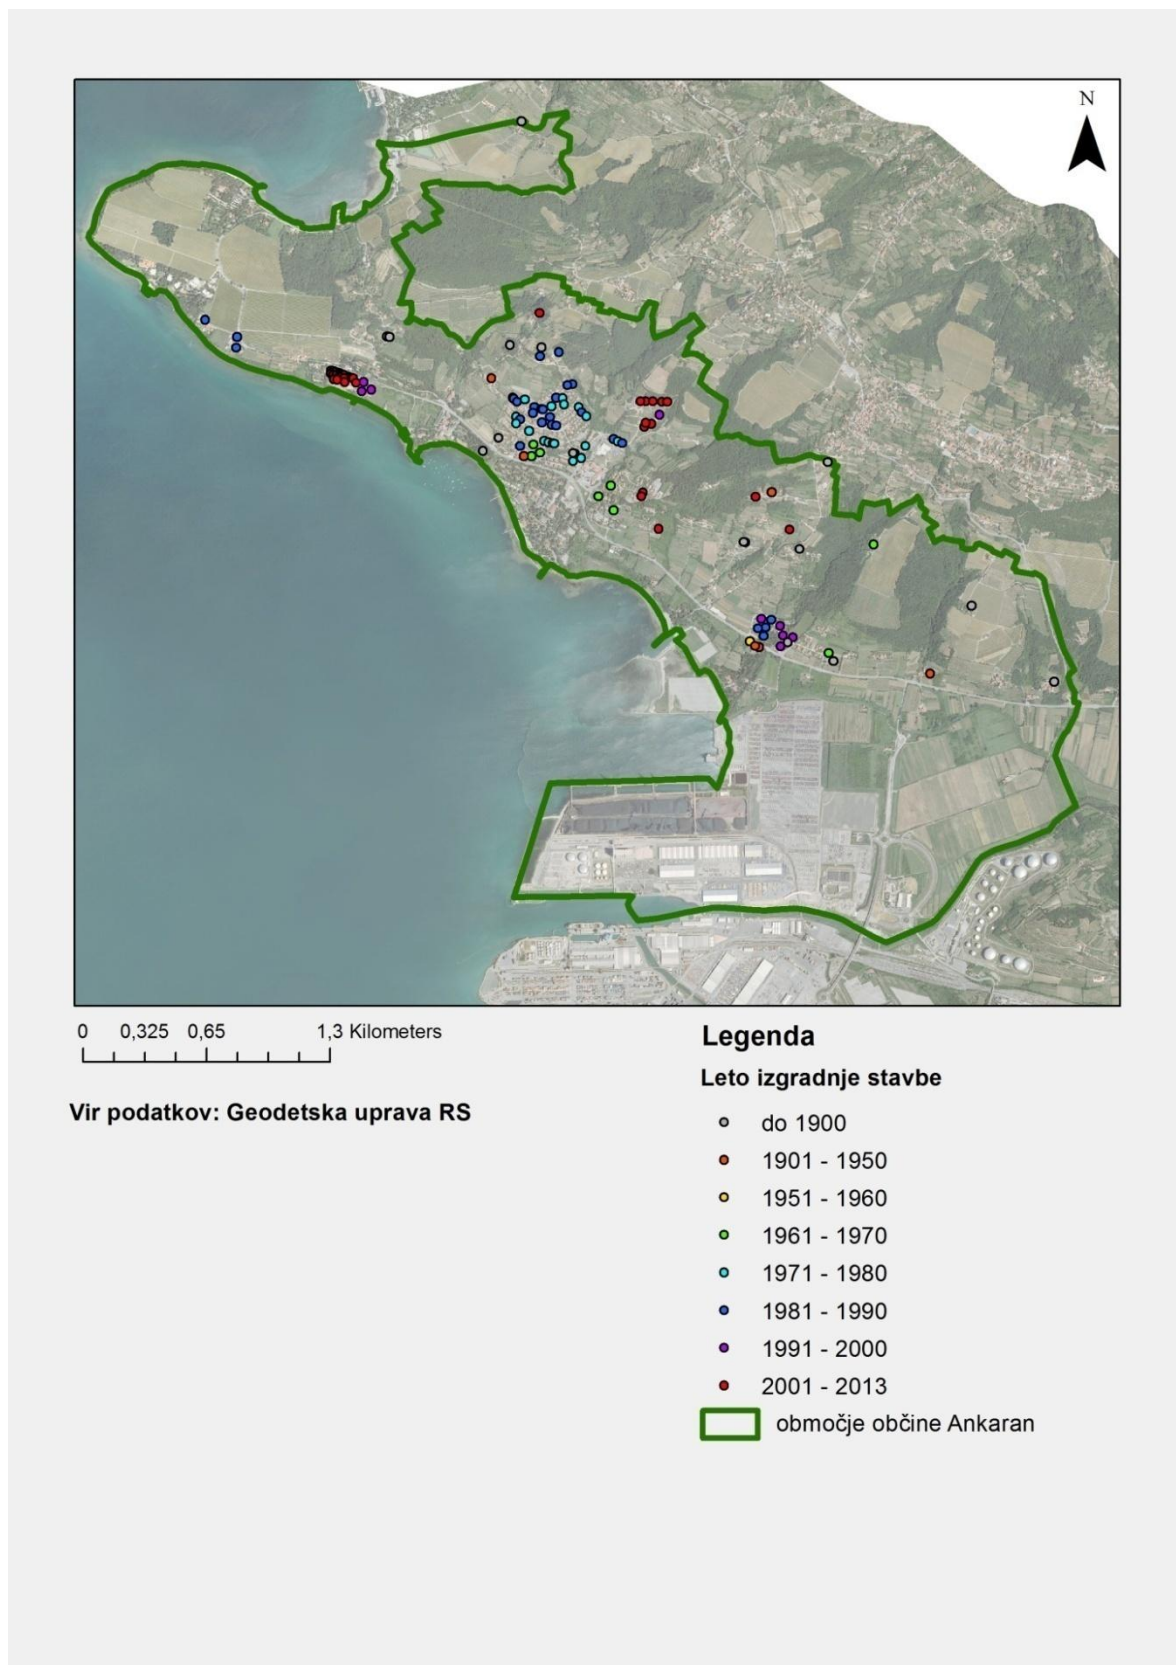 N
0 0,325 0,65 1,3 Kilometers
Vir podatkov: Geodetska uprava RS
Legenda
Leto izgradnje stavbe
do 1900
1901 - 1950
1951 - 1960
1961 - 1970
1971 - 1980
1981 - 1990
1991 - 2000
2001 - 2013
območje občine Ankaran